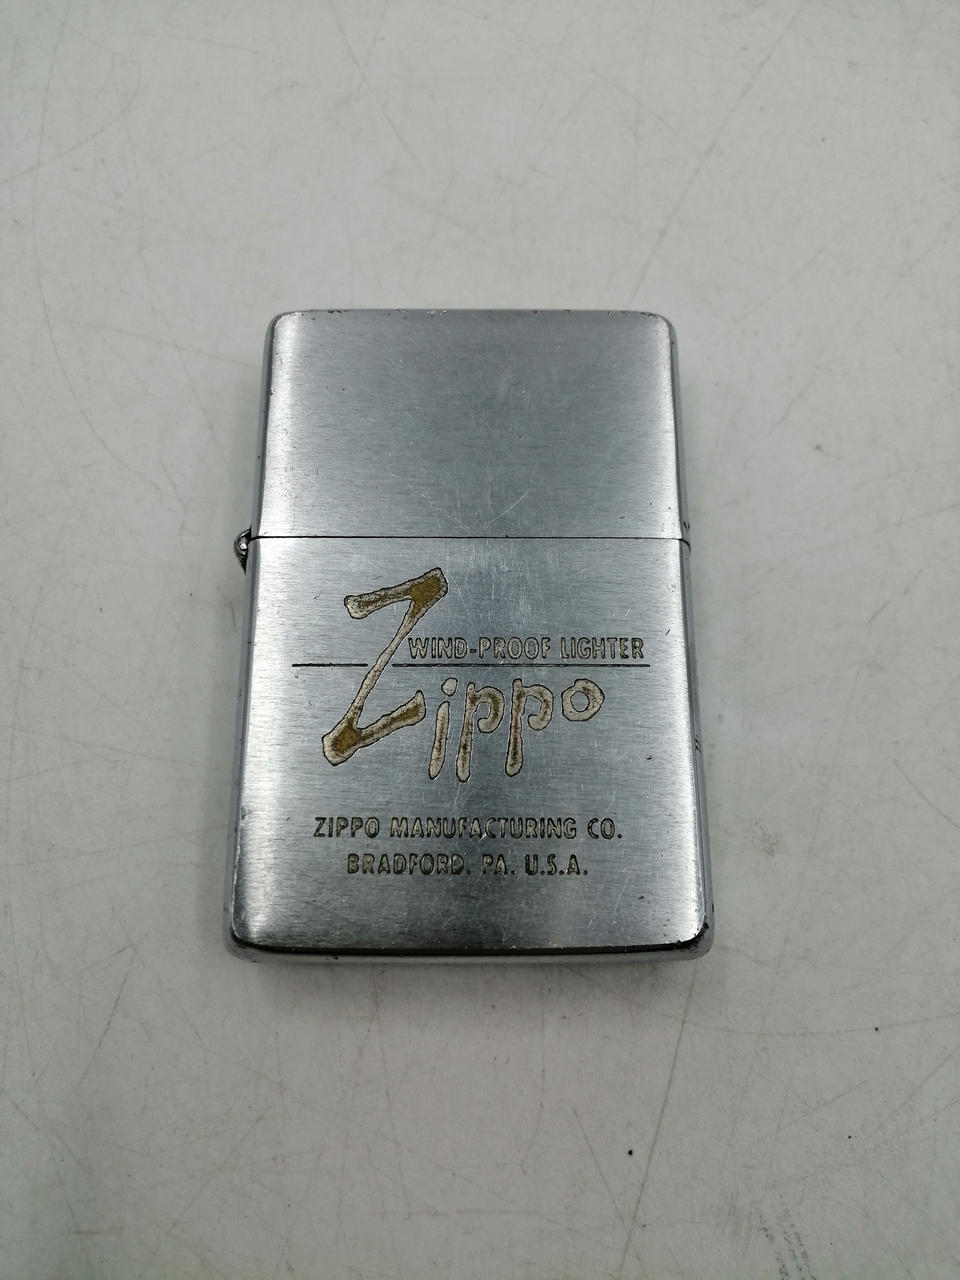 WIND-PROOF LIGHTER
Zippo
ZIPPO MANUFACTURING CO.
BRADFORD. PA. U.S.A.